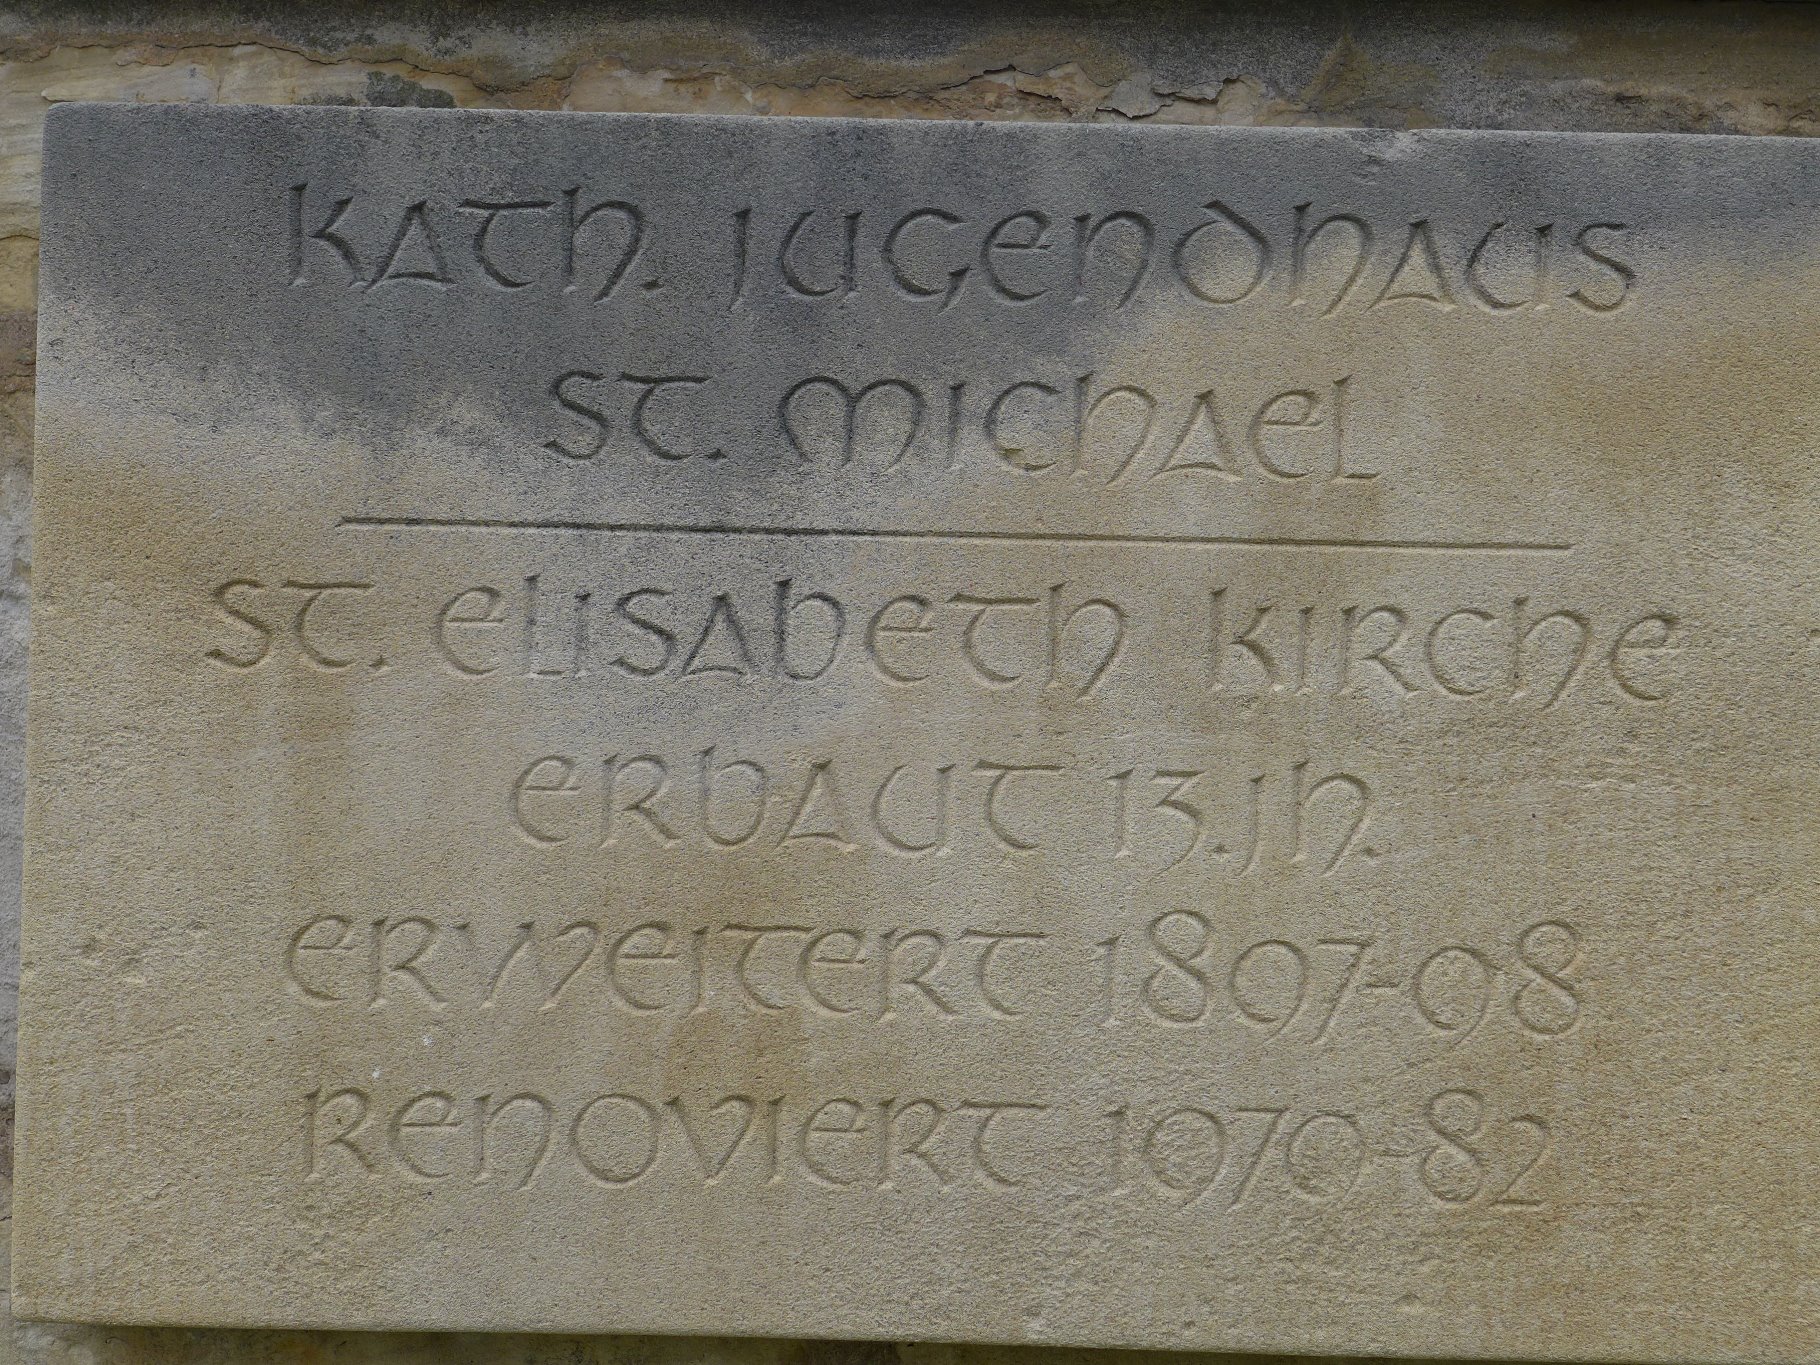 KATH. JUGENDHAUS
ST. MICHAEL
ST. ELISABETH KIRCHE
ERBAUT 13. JH.
ERWEITERT 1897-98
RENOVIERT 1979-82